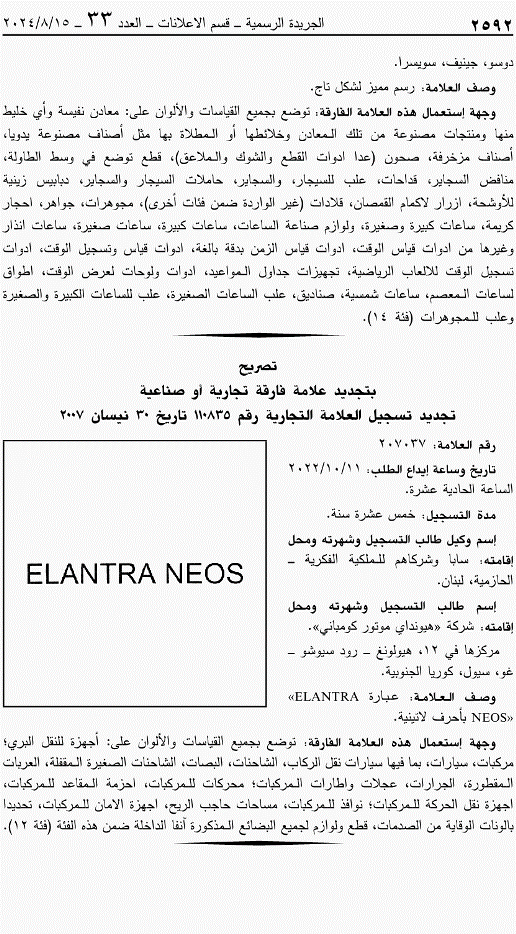 ٢٥٩٢
الجريدة الرسمية ــ قسم الاعلانات ــ العدد ٣٣ ــ ٢٠٢٤/٨/١٥
دوسو، جينيف، سويسرا.
وصف العلامة: رسم مميز لشكل تاج.
وجهة إستعمال هذه العلامة الفارقة: توضع بجميع القياسات والألوان على: معادن نفيسة وأي خليط
منها ومنتجات مصنوعة من تلك المعادن وخلائطها أو المطلاة بها مثل أصناف مصنوعة يدويا،
أصناف مزخرفة، صحون (عدا ادوات القطع والشوك والملاعق)، قطع توضع في وسط الطاولة،
منافض السجاير، قداحات، علب للسيجار، والسجاير، حاملات السيجار والسجاير، دبابيس زينية
للأوشحة، ازرار لاكمام القمصان، قلادات (غير الواردة ضمن فئات أخرى)، مجوهرات، جواهر، احجار
كريمة، ساعات كبيرة وصغيرة، ولوازم صناعة الساعات، ساعات كبيرة، ساعات صغيرة، ساعات انذار
وغيرها من ادوات قياس الوقت، ادوات قياس الزمن بدقة بالغة، ادوات قياس وتسجيل الوقت، ادوات
تسجيل الوقت للالعاب الرياضية، تجهيزات جداول المواعيد، ادوات ولوحات لعرض الوقت، اطواق
لساعات المعصم، ساعات شمسية، صناديق، علب الساعات الصغيرة، علب للساعات الكبيرة والصغيرة
وعلب للمجوهرات (فئة ١٤).
تصريح
بتجديد علامة فارقة تجارية أو صناعية
تجديد تسجيل العلامة التجارية رقم ١١٠٨٣٥ تاريخ ٣٠ نيسان ٢٠٠٧
رقم العلامة: ٢٠٧٠٣٧
تاريخ وساعة إيداع الطلب: ٢٠٢٢/١٠/١١
الساعة الحادية عشرة.
مدة التسجيل: خمس عشرة سنة.
إسم وكيل طالب التسجيل وشهرته ومحل
إقامته: سابا وشركاهم للملكية الفكرية ــ
الحازمية، لبنان.
إسم طالب التسجيل وشهرته ومحل
إقامته: شركة «هيونداي موتور كومباني».
مركزها في ١٢، هيولونغ ــ رود سيوشو ــ
غو، سيول، كوريا الجنوبية.
وصف العلامة: عبارة ELANTRA»
«NEOS بأحرف لاتينية.
ELANTRA NEOS
وجهة إستعمال هذه العلامة الفارقة: توضع بجميع القياسات والألوان على: أجهزة للنقل البري؛
مركبات، سيارات، بما فيها سيارات نقل الركاب، الشاحنات، البصات، الشاحنات الصغيرة المقفلة، العربات
المقطورة، الجرارات، عجلات واطارات المركبات؛ محركات للمركبات، احزمة المقاعد للمركبات،
اجهزة نقل الحركة للمركبات؛ نوافذ للمركبات، مساحات حاجب الريح، اجهزة الامان للمركبات، تحديدا
بالونات الوقاية من الصدمات، قطع ولوازم لجميع البضائع المذكورة آنفا الداخلة ضمن هذه الفئة (فئة ١٢).